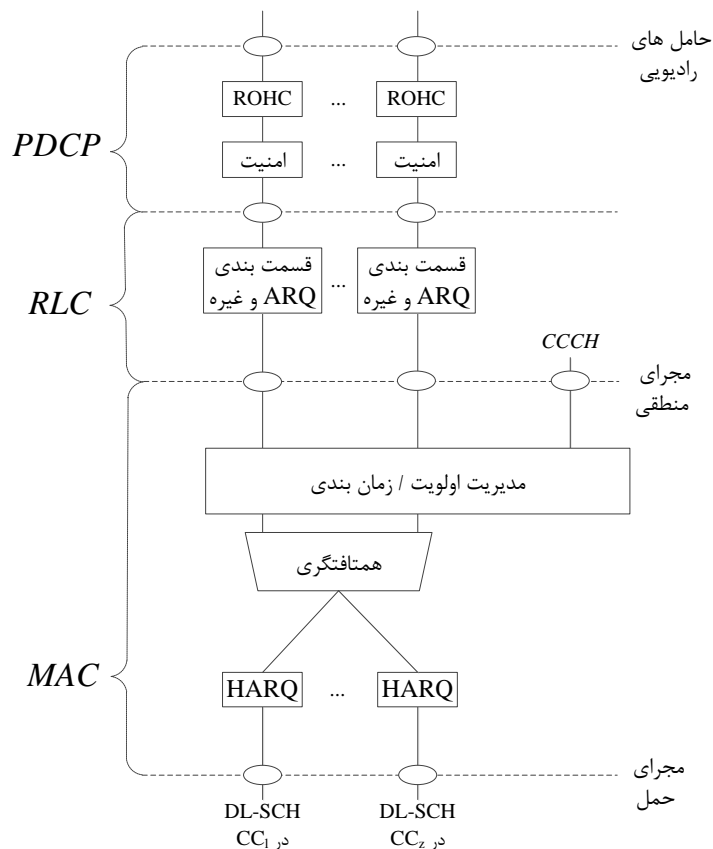 حامل های
رادیویی
ROHC ... ROHC
PDCP
امنیت ... امنیت
قسمت بندی
ARQ و غیره
...
قسمت بندی
ARQ و غیره
RLC
CCCH
مجرای
منطقی
مدیریت اولویت / زمان بندی
همتافتگری
MAC
HARQ ... HARQ
مجرای
حمل
DL-SCH
در CC1
DL-SCH
در CCz